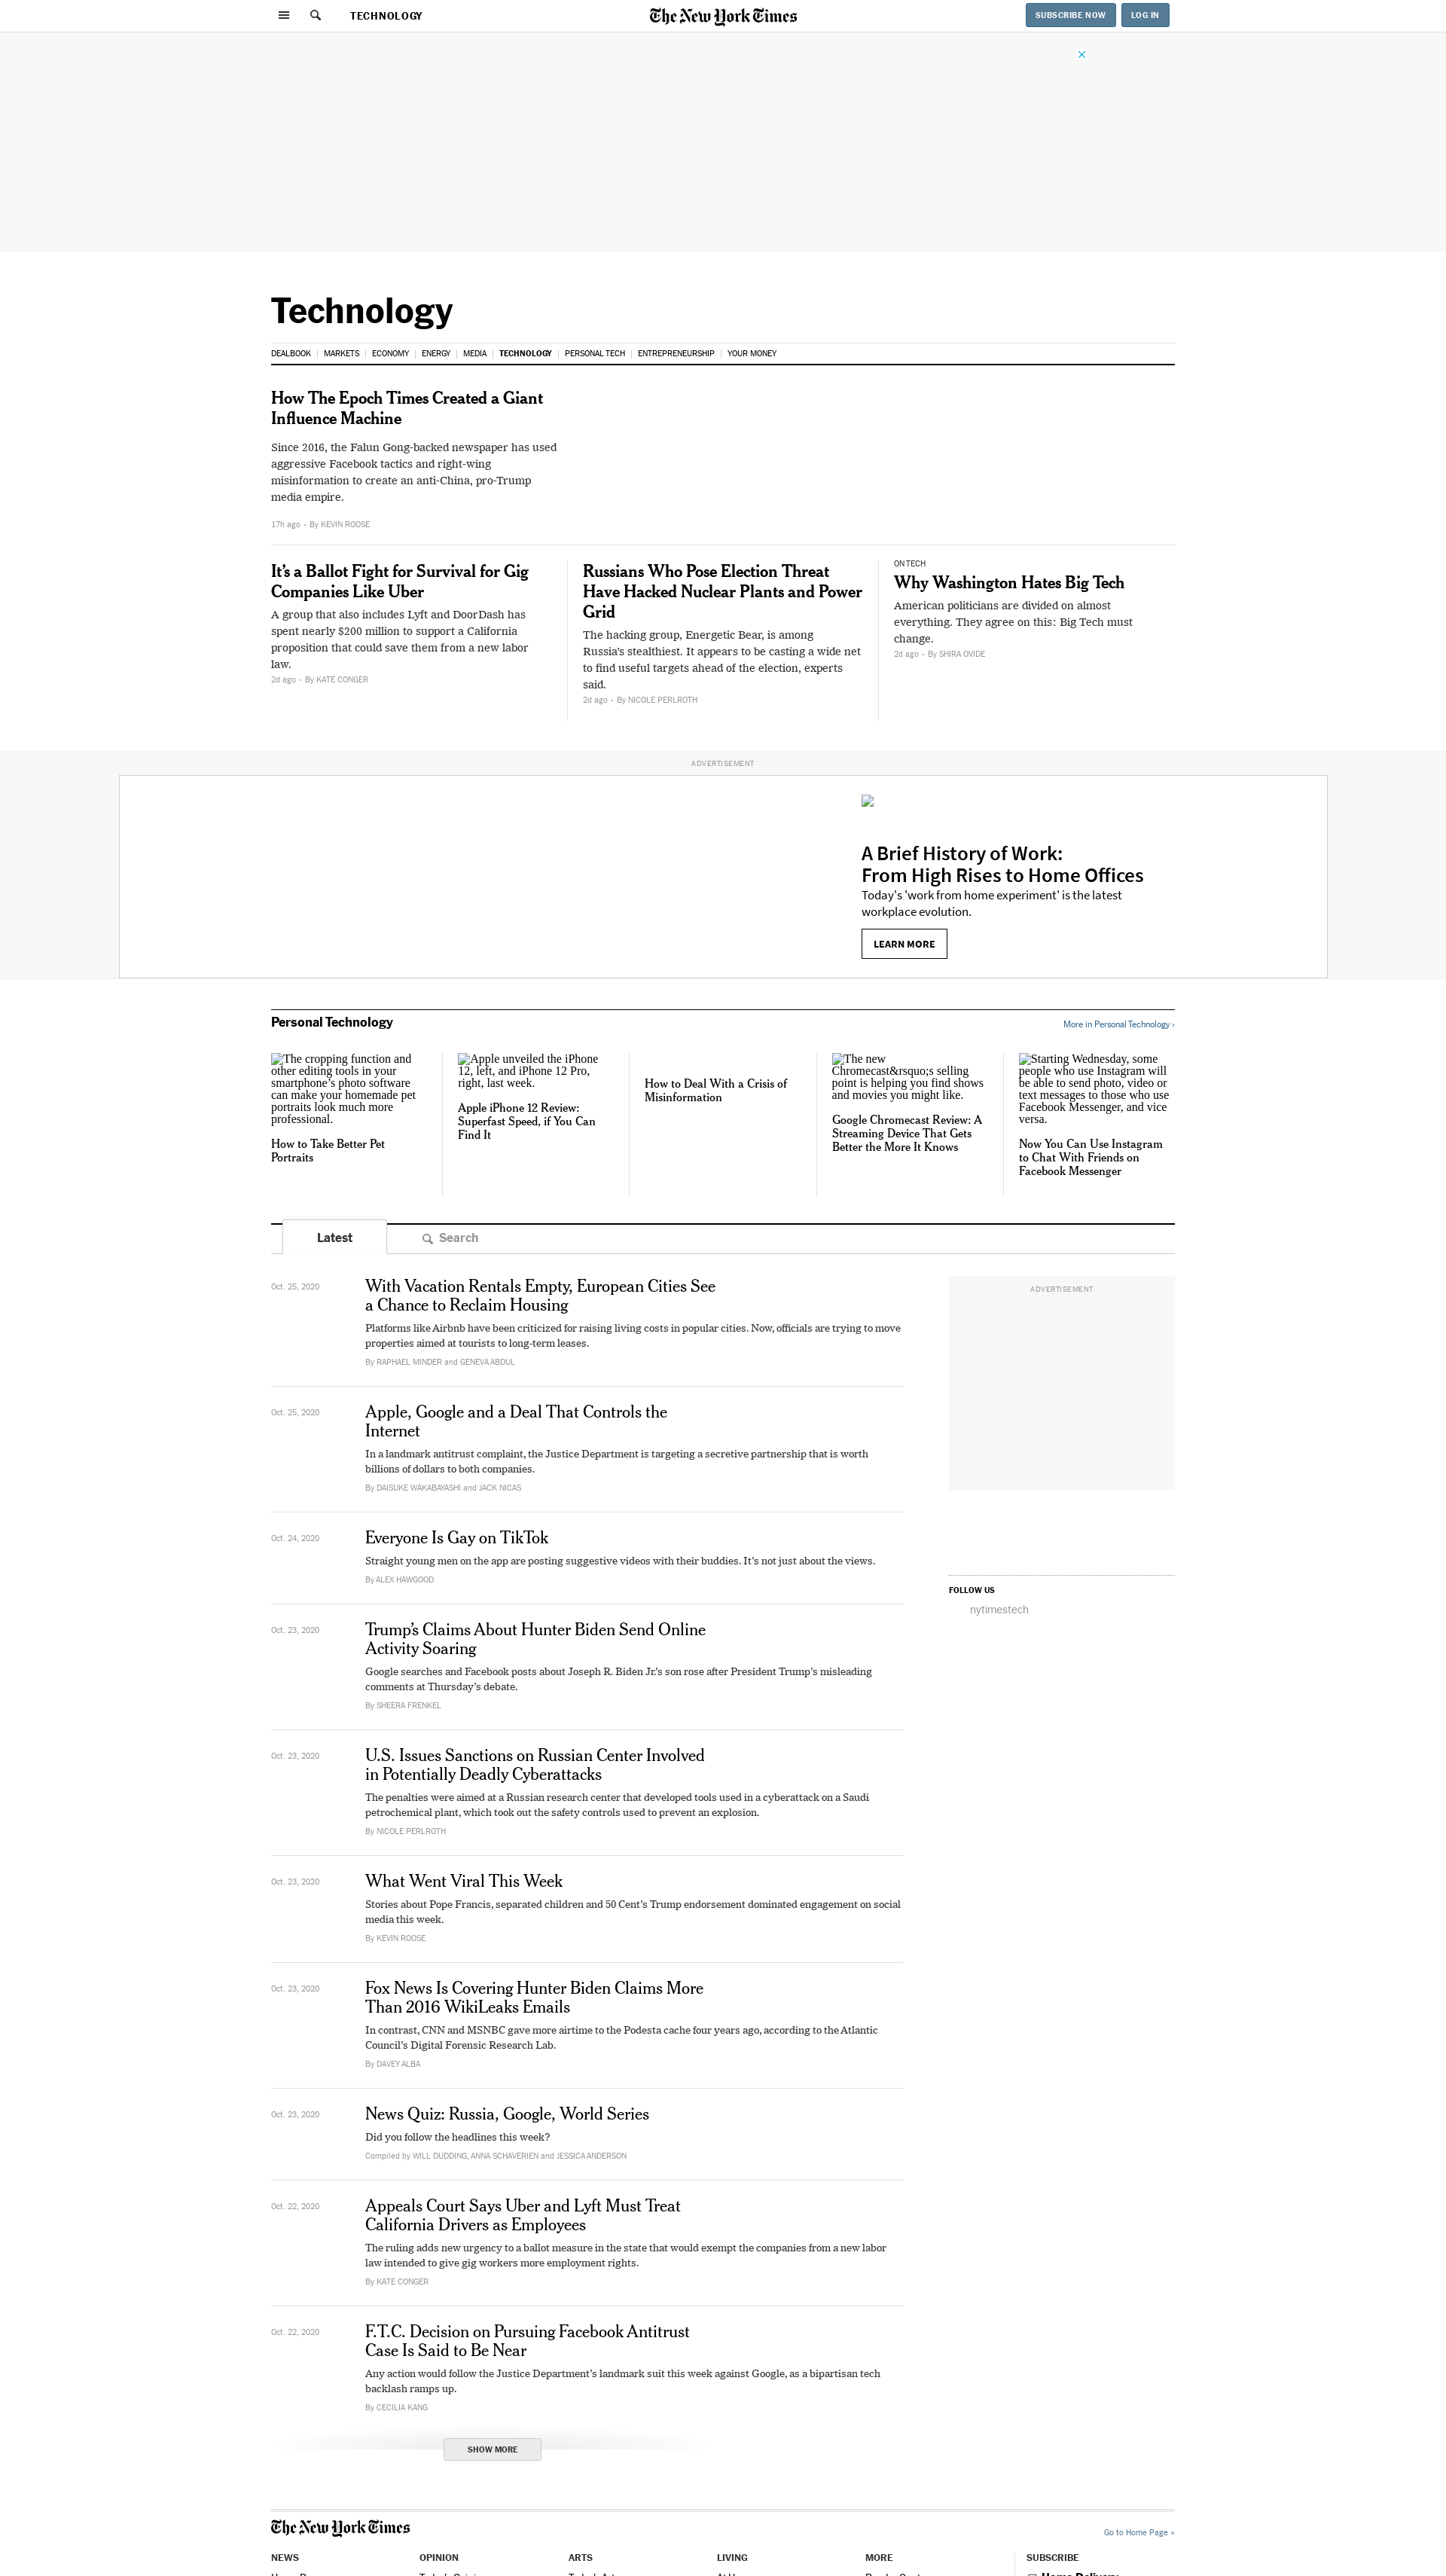 TECHNOLOGY
The New York Times
SUBSCRIBE NOW
LOG IN
Technology
DEALBOOK
MARKETS
ECONOMY
ENERGY
MEDIA
TECHNOLOGY
PERSONAL TECH
ENTREPRENEURSHIP
YOUR MONEY
How The Epoch Times Created a Giant
Influence Machine
Since 2016, the Falun Gong-backed newspaper has used
aggressive Facebook tactics and right-wing
misinformation to create an anti-China, pro-Trump
media empire.
17h ago • By KEVIN ROOSE
It’s a Ballot Fight for Survival for Gig
Companies Like Uber
A group that also includes Lyft and DoorDash has
spent nearly $200 million to support a California
proposition that could save them from a new labor
law.
2d ago • By KATE CONGER
Russians Who Pose Election Threat
Have Hacked Nuclear Plants and Power
Grid
The hacking group, Energetic Bear, is among
Russia’s stealthiest. It appears to be casting a wide net
to find useful targets ahead of the election, experts
said.
2d ago • By NICOLE PERLROTH
ON TECH
Why Washington Hates Big Tech
American politicians are divided on almost
everything. They agree on this: Big Tech must
change.
2d ago • By SHIRA OVIDE
ADVERTISEMENT
A Brief History of Work:
From High Rises to Home Offices
Today's 'work from home experiment' is the latest
workplace evolution.
LEARN MORE
Personal Technology
More in Personal Technology ›
The cropping function and
other editing tools in your
smartphone’s photo software
can make your homemade pet
portraits look much more
professional.
How to Take Better Pet
Portraits
Apple unveiled the iPhone
12, left, and iPhone 12 Pro,
right, last week.
Apple iPhone 12 Review:
Superfast Speed, if You Can
Find It
How to Deal With a Crisis of
Misinformation
The new
Chromecast&rsquo;s selling
point is helping you find shows
and movies you might like.
Google Chromecast Review: A
Streaming Device That Gets
Better the More It Knows
Starting Wednesday, some
people who use Instagram will
be able to send photo, video or
text messages to those who use
Facebook Messenger, and vice
versa.
Now You Can Use Instagram
to Chat With Friends on
Facebook Messenger
Latest
Search
Oct. 25, 2020
With Vacation Rentals Empty, European Cities See
a Chance to Reclaim Housing
Platforms like Airbnb have been criticized for raising living costs in popular cities. Now, officials are trying to move
properties aimed at tourists to long-term leases.
By RAPHAEL MINDER and GENEVA ABDUL
ADVERTISEMENT
Oct. 25, 2020
Apple, Google and a Deal That Controls the
Internet
In a landmark antitrust complaint, the Justice Department is targeting a secretive partnership that is worth
billions of dollars to both companies.
By DAISUKE WAKABAYASHI and JACK NICAS
Oct. 24, 2020
Everyone Is Gay on TikTok
Straight young men on the app are posting suggestive videos with their buddies. It’s not just about the views.
By ALEX HAWGOOD
FOLLOW US
nytimestech
Oct. 23, 2020
Trump’s Claims About Hunter Biden Send Online
Activity Soaring
Google searches and Facebook posts about Joseph R. Biden Jr.’s son rose after President Trump’s misleading
comments at Thursday’s debate.
By SHEERA FRENKEL
Oct. 23, 2020
U.S. Issues Sanctions on Russian Center Involved
in Potentially Deadly Cyberattacks
The penalties were aimed at a Russian research center that developed tools used in a cyberattack on a Saudi
petrochemical plant, which took out the safety controls used to prevent an explosion.
By NICOLE PERLROTH
Oct. 23, 2020
What Went Viral This Week
Stories about Pope Francis, separated children and 50 Cent’s Trump endorsement dominated engagement on social
media this week.
By KEVIN ROOSE
Oct. 23, 2020
Fox News Is Covering Hunter Biden Claims More
Than 2016 WikiLeaks Emails
In contrast, CNN and MSNBC gave more airtime to the Podesta cache four years ago, according to the Atlantic
Council’s Digital Forensic Research Lab.
By DAVEY ALBA
Oct. 23, 2020
News Quiz: Russia, Google, World Series
Did you follow the headlines this week?
Compiled by WILL DUDDING, ANNA SCHAVERIEN and JESSICA ANDERSON
Oct. 22, 2020
Appeals Court Says Uber and Lyft Must Treat
California Drivers as Employees
The ruling adds new urgency to a ballot measure in the state that would exempt the companies from a new labor
law intended to give gig workers more employment rights.
By KATE CONGER
Oct. 22, 2020
F.T.C. Decision on Pursuing Facebook Antitrust
Case Is Said to Be Near
Any action would follow the Justice Department’s landmark suit this week against Google, as a bipartisan tech
backlash ramps up.
By CECILIA KANG
SHOW MORE
The New York Times
Go to Home Page »
NEWS
OPINION
ARTS
LIVING
MORE
SUBSCRIBE